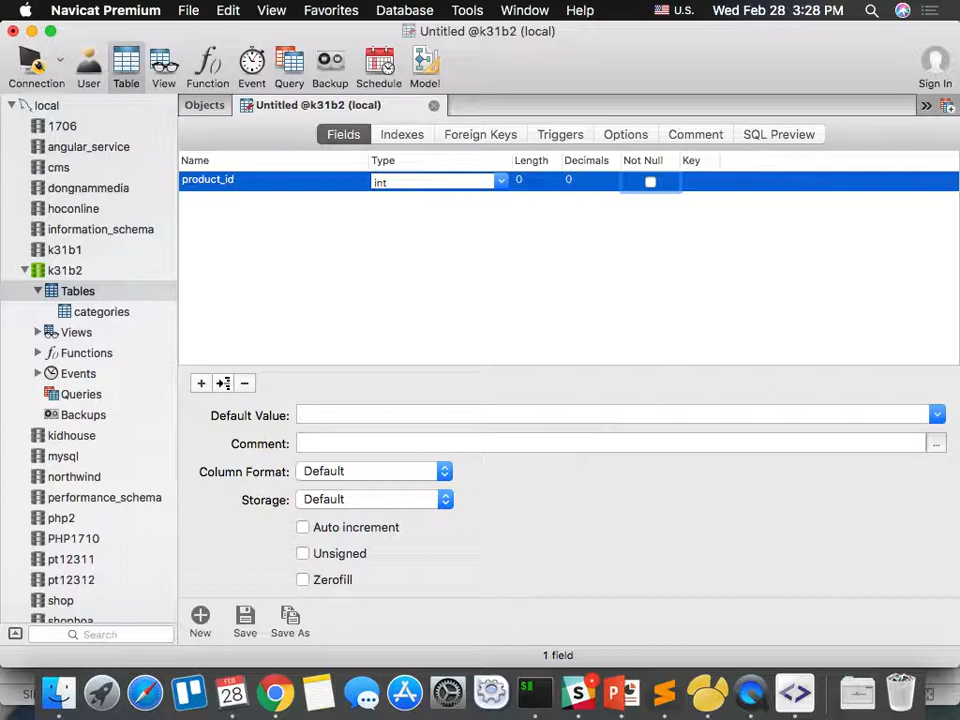 Navicat Premium File Edit View Favorites Database Tools Window Help U.S. Wed Feb 28 3:28 PM
Untitled @k31b2 (local)
Connection User Table View Function Event Query Backup Schedule Model Sign In
local
1706
angular_service
cms
dongnammedia
hoconline
information_schema
k31b1
k31b2
Tables
categories
Views
Functions
Events
Queries
Backups
kidhouse
mysql
northwind
performance_schema
php2
PHP1710
pt12311
pt12312
shop
shophoa
Search
Objects Untitled @k31b2 (local)
Fields Indexes Foreign Keys Triggers Options Comment SQL Preview
Name Type Length Decimals Not Null Key
product_id int 0 0
Default Value:
Comment:
Column Format: Default
Storage: Default
Auto increment
Unsigned
Zerofill
New Save Save As
1 field
FEB
28